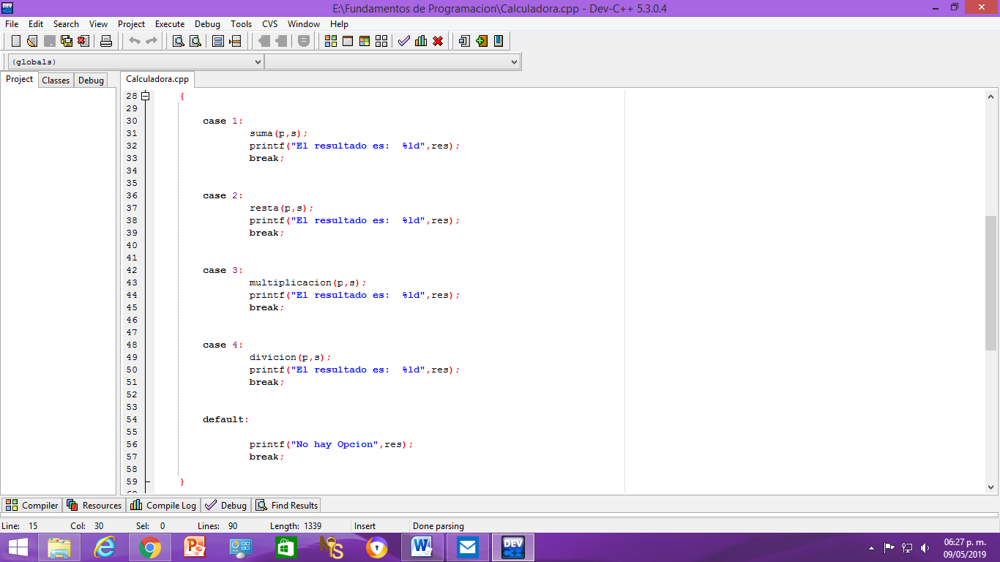 E:\Fundamentos de Programacion\Calculadora.cpp - Dev-C++ 5.3.0.4
File Edit Search View Project Execute Debug Tools CVS Window Help
(globals)
Project Classes Debug
Calculadora.cpp
28 {
29
30 case 1:
31 suma(p,s);
32 printf("El resultado es:  %ld",res);
33 break;
34
35
36 case 2:
37 resta(p,s);
38 printf("El resultado es:  %ld",res);
39 break;
40
41
42 case 3:
43 multiplicacion(p,s);
44 printf("El resultado es:  %ld",res);
45 break;
46
47
48 case 4:
49 divicion(p,s);
50 printf("El resultado es:  %ld",res);
51 break;
52
53
54 default:
55
56 printf("No hay Opcion",res);
57 break;
58
59 }
Compiler Resources Compile Log Debug Find Results
Line: 15 Col: 30 Sel: 0 Lines: 90 Length: 1339 Insert Done parsing
06:27 p. m.
09/05/2019